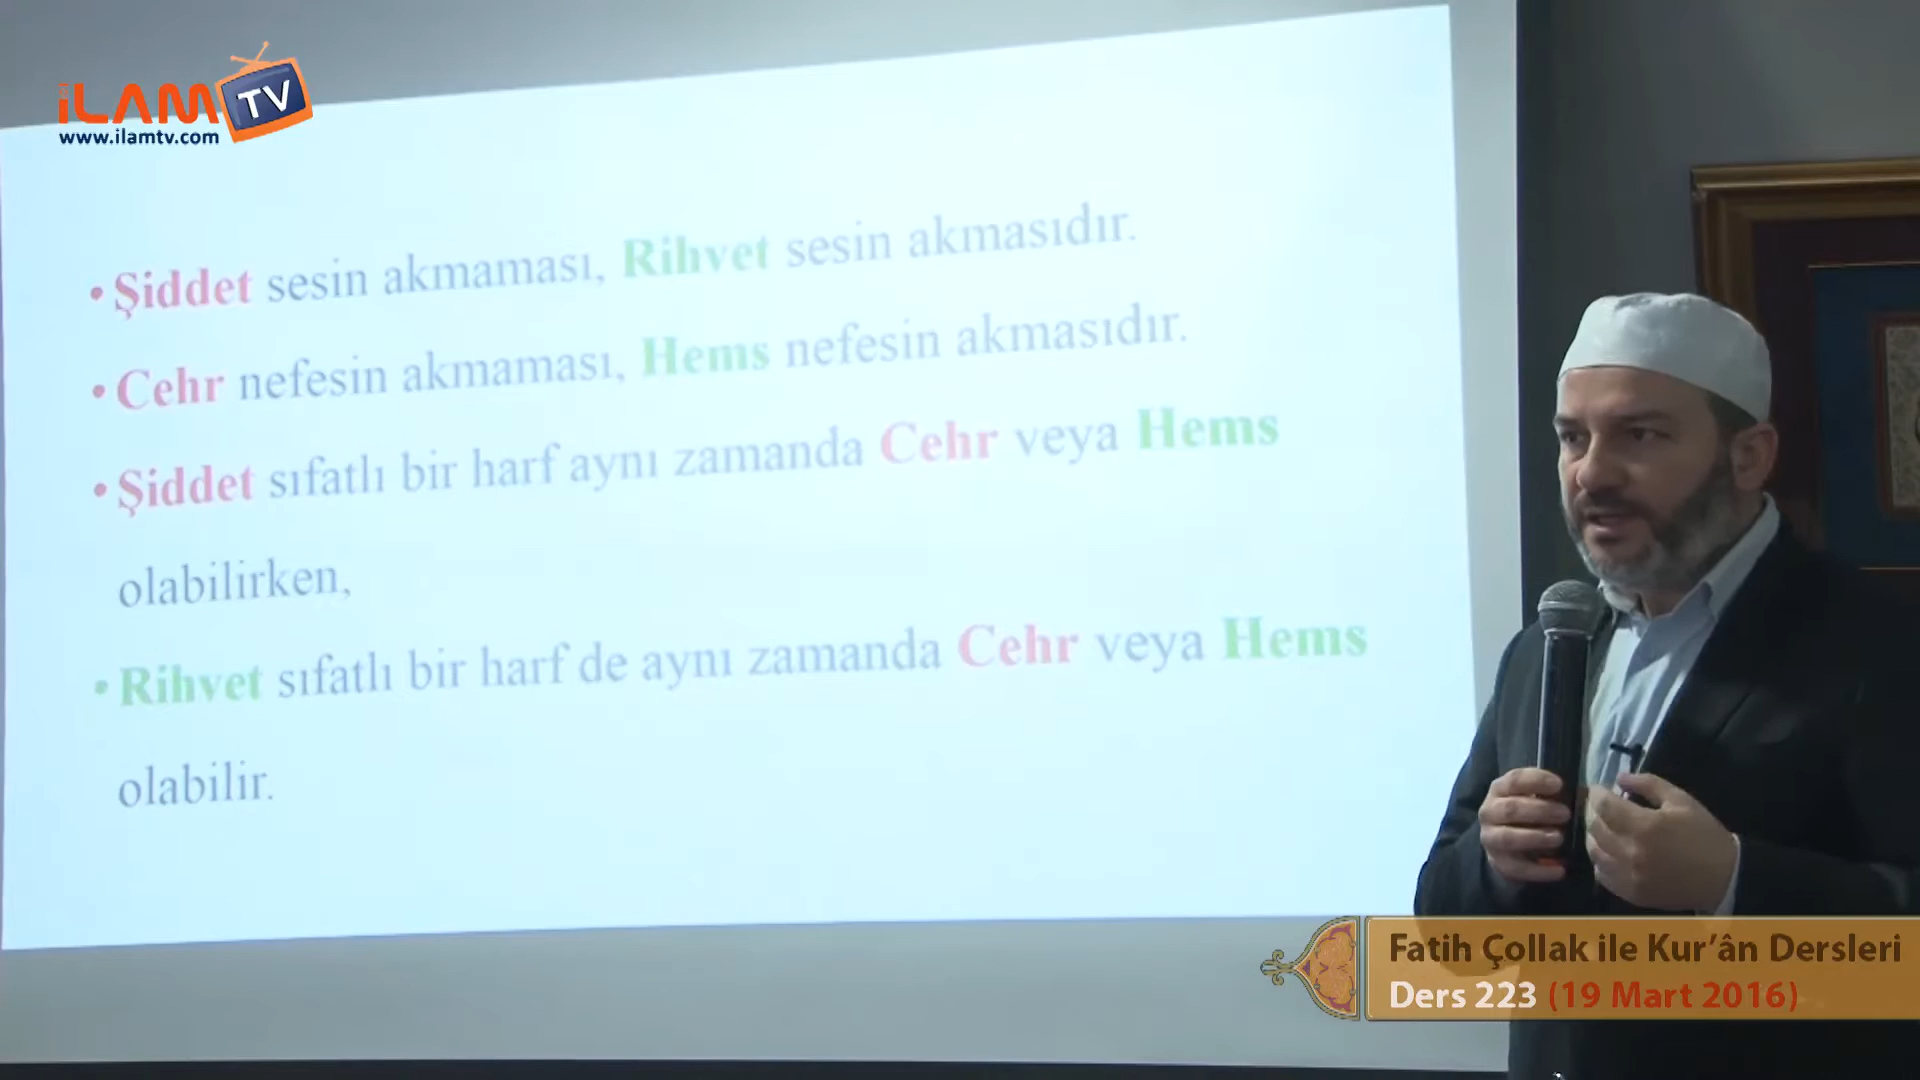 iLAM TV
www.ilamtv.com
• Şiddet sesin akmaması, Rihvet sesin akmasıdır.
• Cehr nefesin akmaması, Hems nefesin akmasıdır.
• Şiddet sıfatlı bir harf aynı zamanda Cehr veya Hems
olabilirken,
• Rihvet sıfatlı bir harf de aynı zamanda Cehr veya Hems
olabilir.
Fatih Çollak ile Kur’ân Dersleri
Ders 223 (19 Mart 2016)